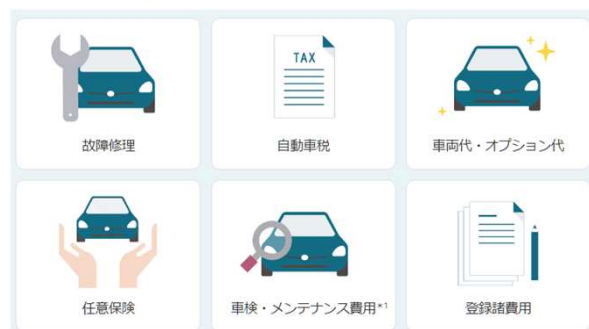 故障修理
TAX
自動車税
車両代・オプション代
任意保険
車検・メンテナンス費用*1
登録諸費用